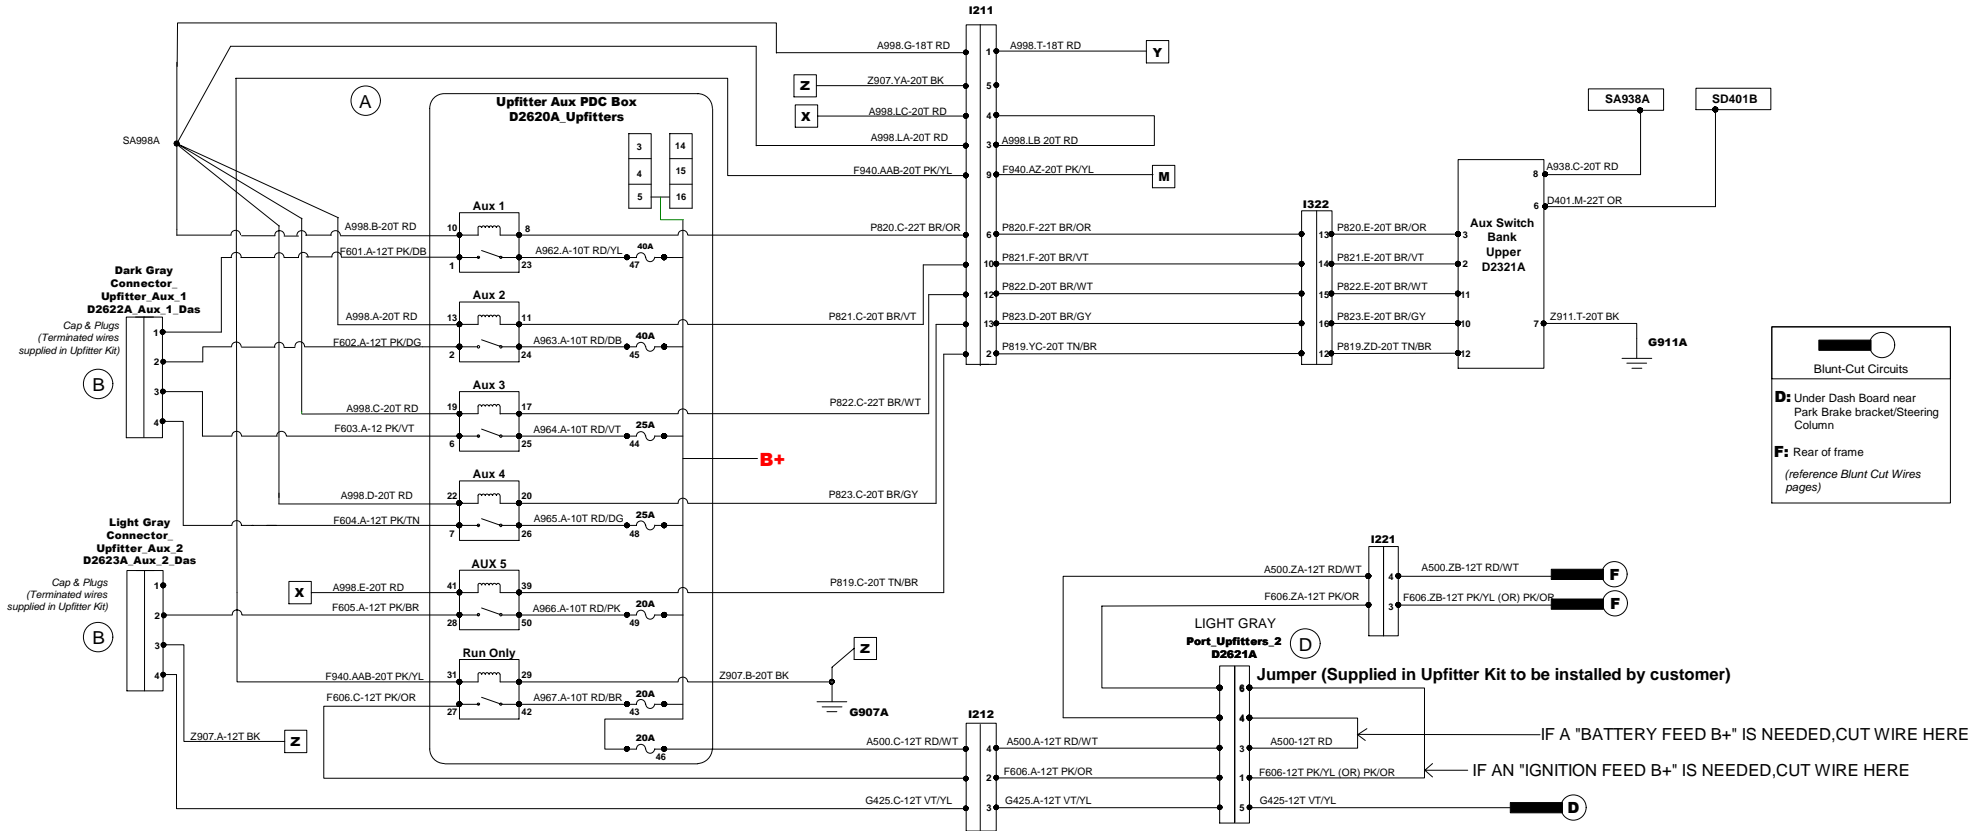 I211
A998.G-18T RD
1
A998.T-18T RD
Y
Z
Z907.YA-20T BK
5
X
A998.LC-20T RD
4
A998.LA-20T RD
3
A998.LB 20T RD
F940.AAB-20T PK/YL
9
F940.AZ-20T PK/YL
M
SA998A
A
Upfitter Aux PDC Box
D2620A_Upfitters
3
14
4
15
5
16
SA938A
SD401B
8
A938.C-20T RD
6
D401.M-22T OR
Aux Switch
Bank
Upper
D2321A
I322
Aux 1
A998.B-20T RD
10
8
P820.C-22T BR/OR
6
P820.F-22T BR/OR
13
P820.E-20T BR/OR
3
F601.A-12T PK/DB
1
23
A962.A-10T RD/YL
40A
47
10
P821.F-20T BR/VT
14
P821.E-20T BR/VT
2
12
P822.D-20T BR/WT
15
P822.E-20T BR/WT
11
Aux 2
A998.A-20T RD
13
11
P821.C-20T BR/VT
13
P823.D-20T BR/GY
16
P823.E-20T BR/GY
10
7
Z911.T-20T BK
G911A
F602.A-12T PK/DG
2
24
A963.A-10T RD/DB
40A
45
2
P819.YC-20T TN/BR
12
P819.ZD-20T TN/BR
12
Dark Gray
Connector_
Upfitter_Aux_1
D2622A_Aux_1_Das
Cap & Plugs
(Terminated wires
supplied in Upfitter Kit)
1
2
3
4
B
Aux 3
A998.C-20T RD
19
17
P822.C-22T BR/WT
F603.A-12 PK/VT
6
25
A964.A-10T RD/VT
25A
44
B+
Aux 4
A998.D-20T RD
22
20
P823.C-20T BR/GY
F604.A-12T PK/TN
7
26
A965.A-10T RD/DG
25A
48
Light Gray
Connector_
Upfitter_Aux_2
D2623A_Aux_2_Das
Cap & Plugs
(Terminated wires
supplied in Upfitter Kit)
1
2
3
4
B
AUX 5
X
A998.E-20T RD
41
39
P819.C-20T TN/BR
F605.A-12T PK/BR
28
50
A966.A-10T RD/PK
20A
49
Run Only
F940.AAB-20T PK/YL
31
29
Z907.B-20T BK
Z
G907A
F606.C-12T PK/OR
27
42
A967.A-10T RD/BR
20A
43
Z907.A-12T BK
Z
20A
46
I212
A500.C-12T RD/WT
4
A500.A-12T RD/WT
2
F606.A-12T PK/OR
G425.C-12T VT/YL
3
G425.A-12T VT/YL
I221
A500.ZA-12T RD/WT
4
A500.ZB-12T RD/WT
F
F606.ZA-12T PK/OR
3
F606.ZB-12T PK/YL (OR) PK/OR
F
LIGHT GRAY
Port_Upfitters_2
D2621A
D
Jumper (Supplied in Upfitter Kit to be installed by customer)
6
4
3
A500-12T RD
IF A "BATTERY FEED B+" IS NEEDED,CUT WIRE HERE
1
F606-12T PK/YL (OR) PK/OR
IF AN "IGNITION FEED B+" IS NEEDED,CUT WIRE HERE
5
G425-12T VT/YL
D
Blunt-Cut Circuits
D: Under Dash Board near
Park Brake bracket/Steering
Column
F: Rear of frame
(reference Blunt Cut Wires
pages)